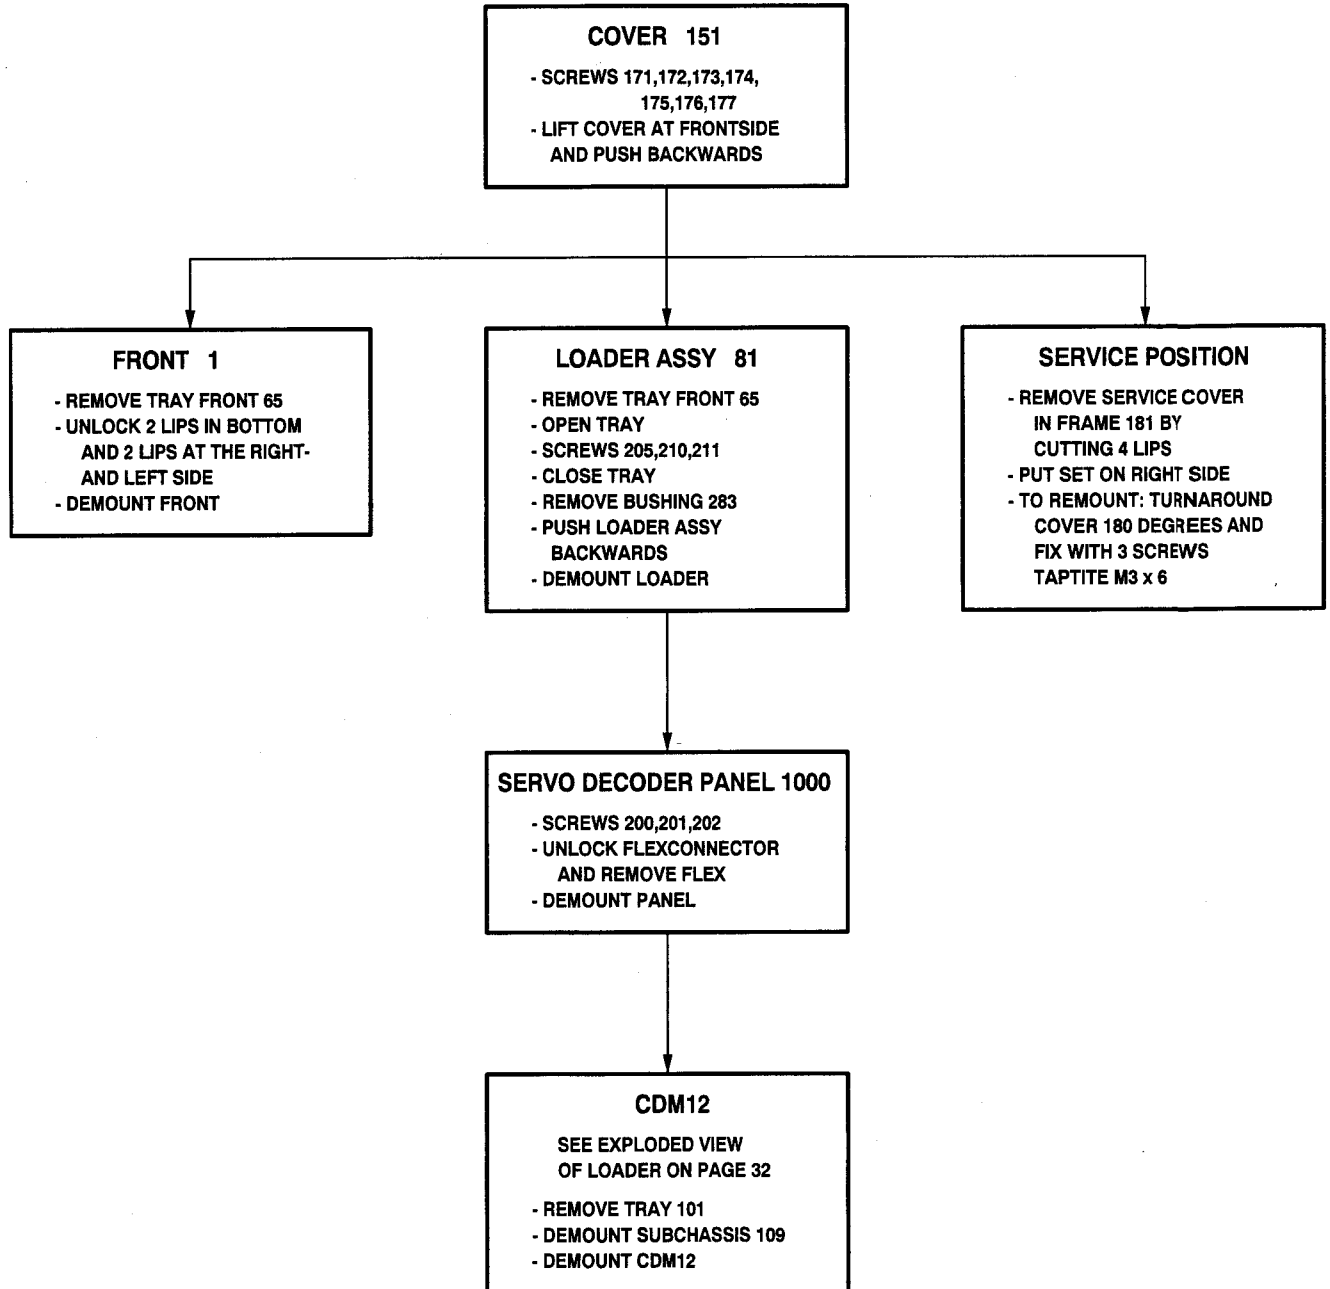 COVER 151
- SCREWS 171,172,173,174,
175,176,177
- LIFT COVER AT FRONTSIDE
AND PUSH BACKWARDS
FRONT 1
- REMOVE TRAY FRONT 65
- UNLOCK 2 LIPS IN BOTTOM
AND 2 LIPS AT THE RIGHT-
AND LEFT SIDE
- DEMOUNT FRONT
LOADER ASSY 81
- REMOVE TRAY FRONT 65
- OPEN TRAY
- SCREWS 205,210,211
- CLOSE TRAY
- REMOVE BUSHING 283
- PUSH LOADER ASSY
BACKWARDS
- DEMOUNT LOADER
SERVICE POSITION
- REMOVE SERVICE COVER
IN FRAME 181 BY
CUTTING 4 LIPS
- PUT SET ON RIGHT SIDE
- TO REMOUNT: TURNAROUND
COVER 180 DEGREES AND
FIX WITH 3 SCREWS
TAPTITE M3 x 6
SERVO DECODER PANEL 1000
- SCREWS 200,201,202
- UNLOCK FLEXCONNECTOR
AND REMOVE FLEX
- DEMOUNT PANEL
CDM12
SEE EXPLODED VIEW
OF LOADER ON PAGE 32
- REMOVE TRAY 101
- DEMOUNT SUBCHASSIS 109
- DEMOUNT CDM12